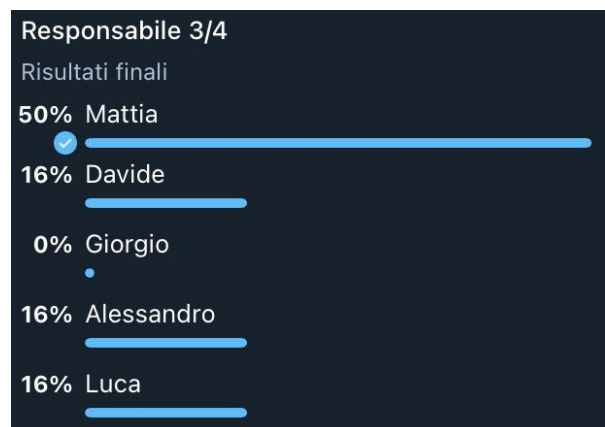 Responsabile 3/4
Risultati finali
50% Mattia
16% Davide
0% Giorgio
16% Alessandro
16% Luca